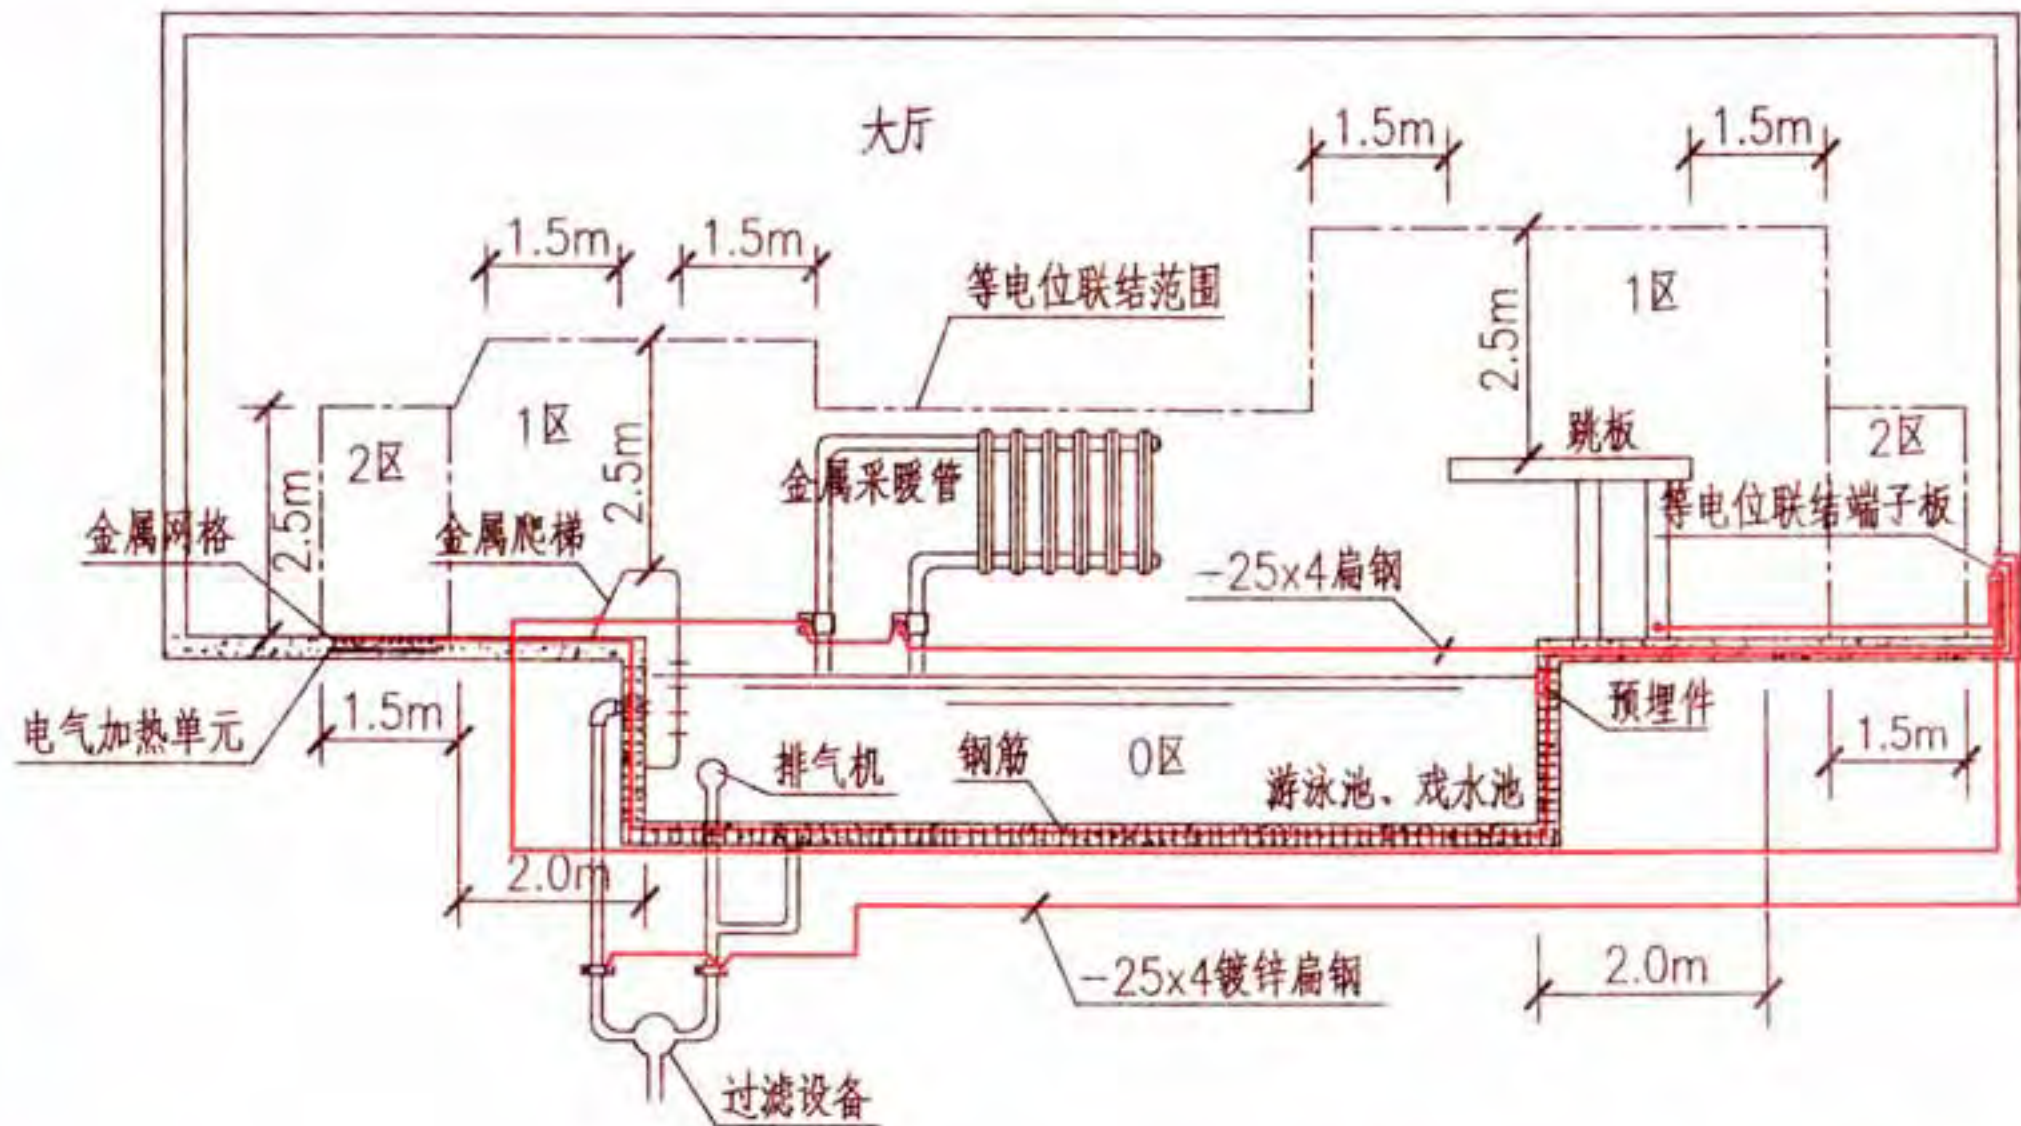 大厅
1.5m
1.5m
1.5m
1.5m
等电位联结范围
1区
2.5m
1区
2区
2.5m
2.5m
跳板
2区
金属采暖管
等电位联结端子板
金属网格
金属爬梯
-25x4扁钢
电气加热单元
1.5m
预埋件
1.5m
排气机
钢筋
0区
游泳池、戏水池
2.0m
2.0m
-25x4镀锌扁钢
过滤设备